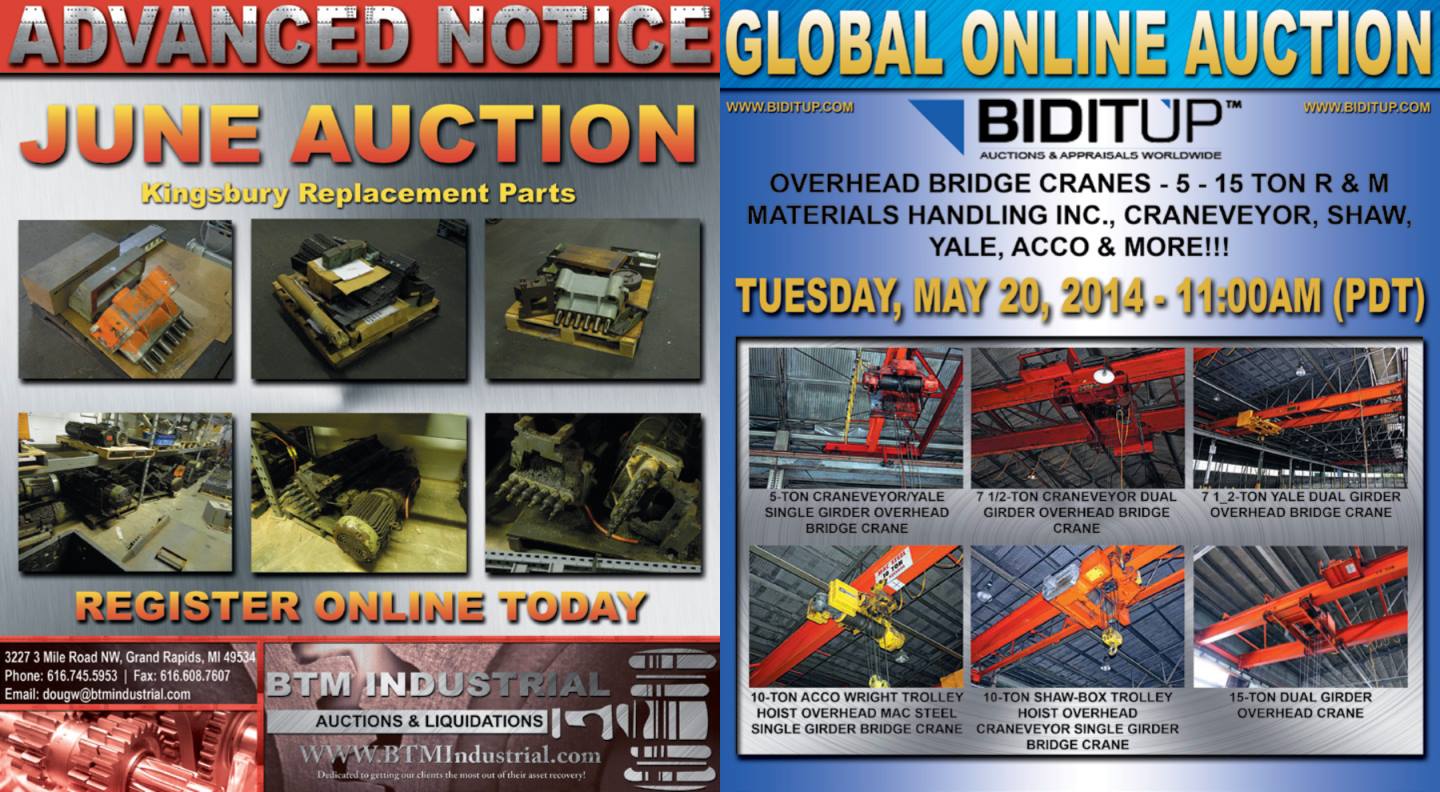 ADVANCED NOTICE
JUNE AUCTION
Kingsbury Replacement Parts
REGISTER ONLINE TODAY
3227 3 Mile Road NW, Grand Rapids, MI 49534
Phone: 616.745.5953 | Fax: 616.608.7607
Email: dougw@btmindustrial.com
BTM INDUSTRIAL
AUCTIONS & LIQUIDATIONS
WWW.BTMIndustrial.com
Dedicated to getting our clients the most out of their asset recovery!
GLOBAL ONLINE AUCTION
WWW.BIDITUP.COM
BIDITUP™
WWW.BIDITUP.COM
AUCTIONS & APPRAISALS WORLDWIDE
OVERHEAD BRIDGE CRANES - 5 - 15 TON R & M
MATERIALS HANDLING INC., CRANEVEYOR, SHAW,
YALE, ACCO & MORE!!!
TUESDAY, MAY 20, 2014 - 11:00AM (PDT)
5-TON CRANEVEYOR/YALE
SINGLE GIRDER OVERHEAD
BRIDGE CRANE
7 1/2-TON CRANEVEYOR DUAL
GIRDER OVERHEAD BRIDGE
CRANE
7 1_2-TON YALE DUAL GIRDER
OVERHEAD BRIDGE CRANE
MAC STEEL
10 TON
10-TON ACCO WRIGHT TROLLEY
HOIST OVERHEAD MAC STEEL
SINGLE GIRDER BRIDGE CRANE
10-TON SHAW-BOX TROLLEY
HOIST OVERHEAD
CRANEVEYOR SINGLE GIRDER
BRIDGE CRANE
15-TON DUAL GIRDER
OVERHEAD CRANE